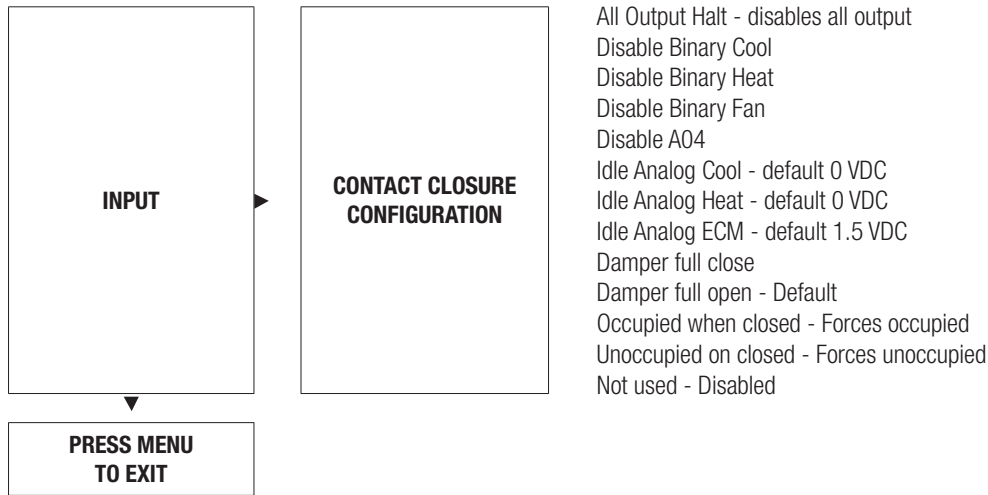 INPUT
CONTACT CLOSURE
CONFIGURATION
All Output Halt - disables all output
Disable Binary Cool
Disable Binary Heat
Disable Binary Fan
Disable A04
Idle Analog Cool - default 0 VDC
Idle Analog Heat - default 0 VDC
Idle Analog ECM - default 1.5 VDC
Damper full close
Damper full open - Default
Occupied when closed - Forces occupied
Unoccupied on closed - Forces unoccupied
Not used - Disabled
PRESS MENU
TO EXIT